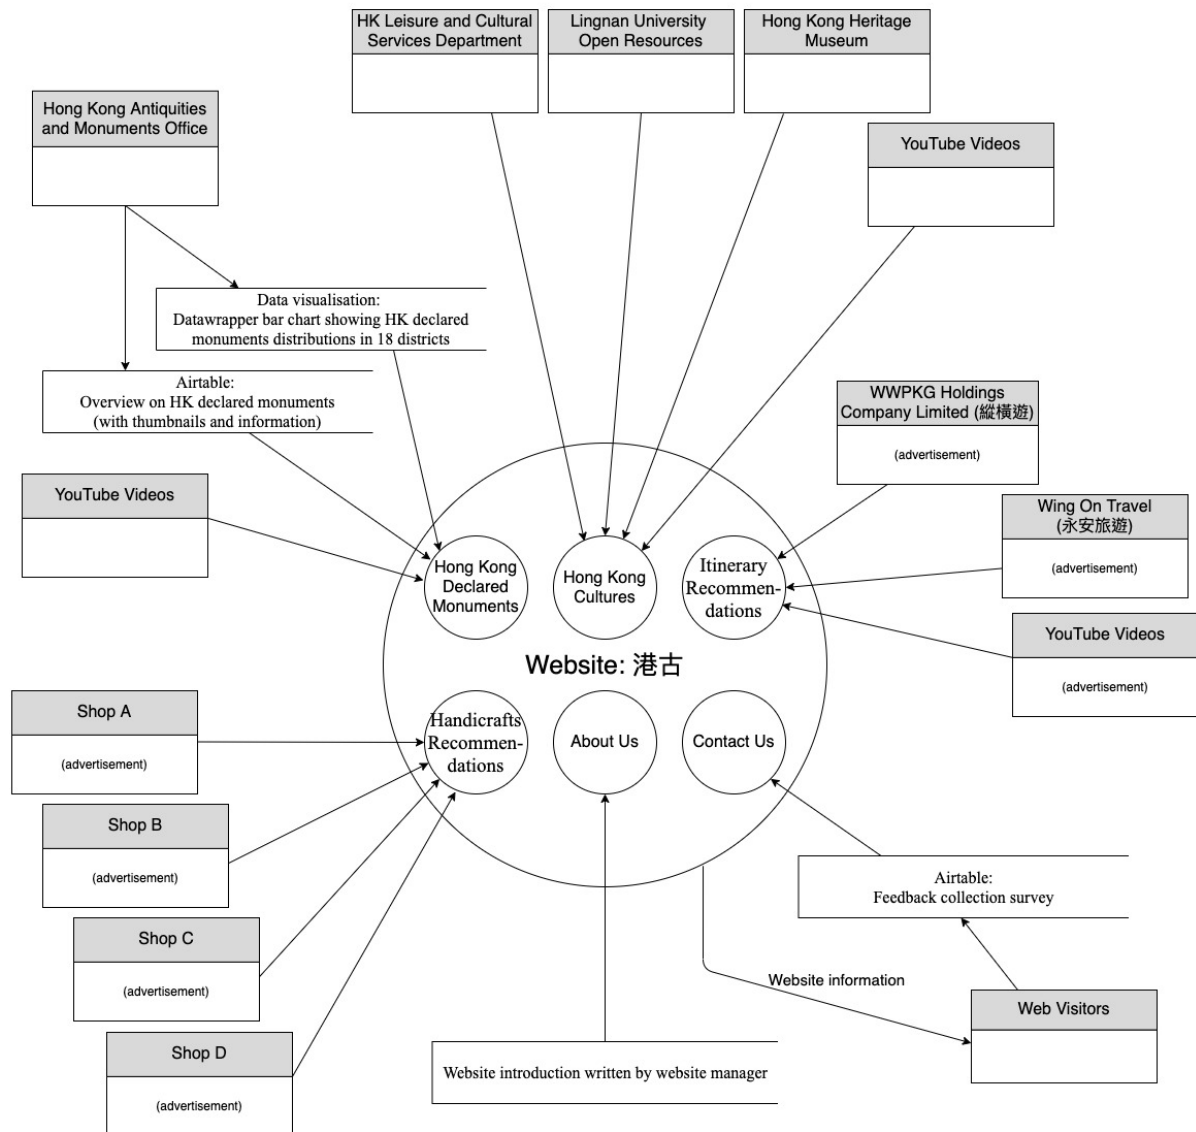 HK Leisure and Cultural
Services Department
Lingnan University
Open Resources
Hong Kong Heritage
Museum
Hong Kong Antiquities
and Monuments Office
YouTube Videos
Data visualisation:
Datawrapper bar chart showing HK declared
monuments distributions in 18 districts
Airtable:
Overview on HK declared monuments
(with thumbnails and information)
WWPKG Holdings
Company Limited (縱橫遊)
(advertisement)
YouTube Videos
Wing On Travel
(永安旅遊)
(advertisement)
Hong Kong
Declared
Monuments
Hong Kong
Cultures
Itinerary
Recommen-
dations
YouTube Videos
(advertisement)
Website: 港古
Shop A
(advertisement)
Handicrafts
Recommen-
dations
About Us
Contact Us
Shop B
(advertisement)
Airtable:
Feedback collection survey
Shop C
(advertisement)
Website information
Web Visitors
Shop D
(advertisement)
Website introduction written by website manager